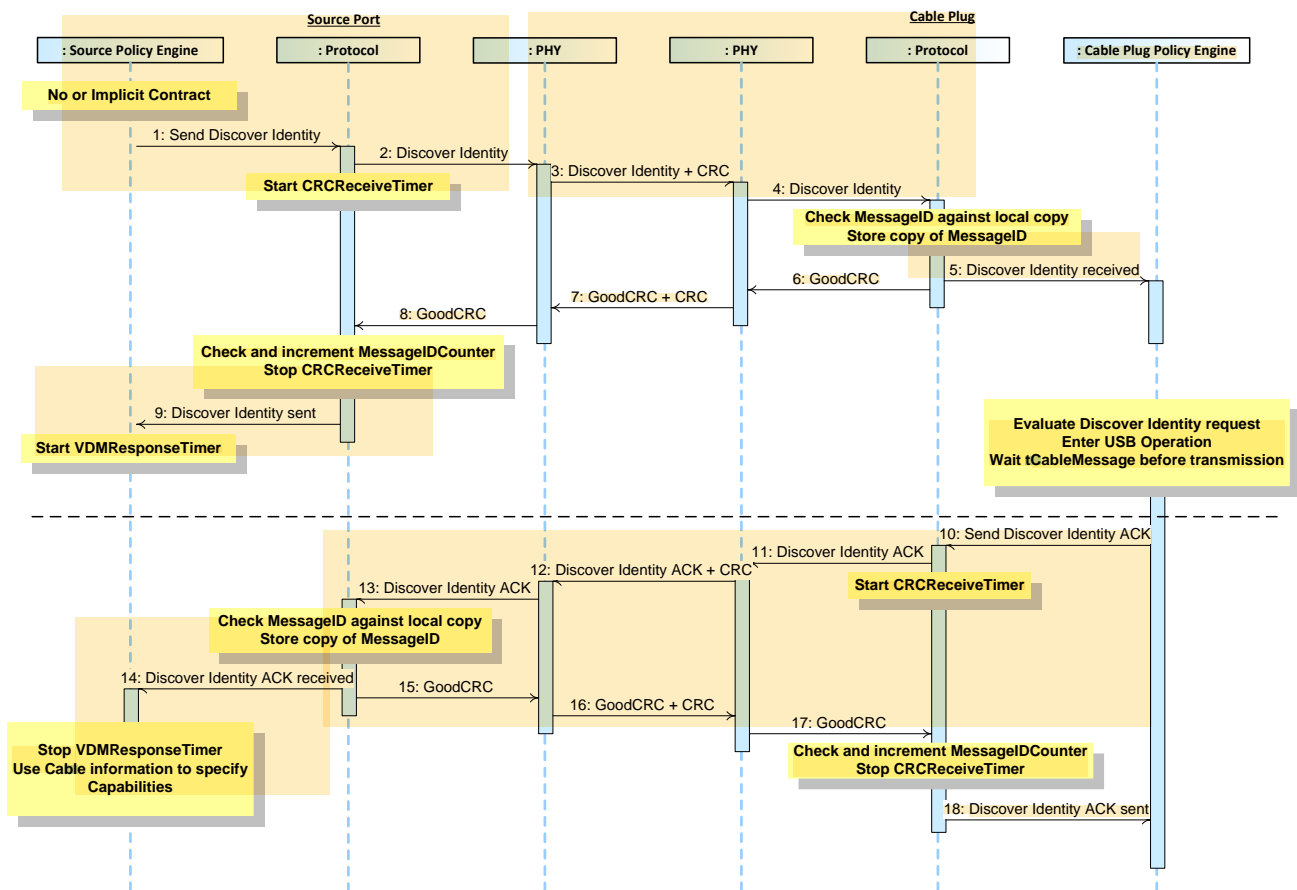 Source Port
Cable Plug
: Source Policy Engine
: Protocol
: PHY
: PHY
: Protocol
: Cable Plug Policy Engine
No or Implicit Contract
1: Send Discover Identity
2: Discover Identity
3: Discover Identity + CRC
Start CRCReceiveTimer
4: Discover Identity
Check MessageID against local copy
Store copy of MessageID
5: Discover Identity received
6: GoodCRC
7: GoodCRC + CRC
8: GoodCRC
Check and increment MessageIDCounter
Stop CRCReceiveTimer
9: Discover Identity sent
Start VDMResponseTimer
Evaluate Discover Identity request
Enter USB Operation
Wait tCableMessage before transmission
10: Send Discover Identity ACK
11: Discover Identity ACK
12: Discover Identity ACK + CRC
Start CRCReceiveTimer
13: Discover Identity ACK
Check MessageID against local copy
Store copy of MessageID
14: Discover Identity ACK received
15: GoodCRC
16: GoodCRC + CRC
17: GoodCRC
Stop VDMResponseTimer
Use Cable information to specify
Capabilities
Check and increment MessageIDCounter
Stop CRCReceiveTimer
18: Discover Identity ACK sent